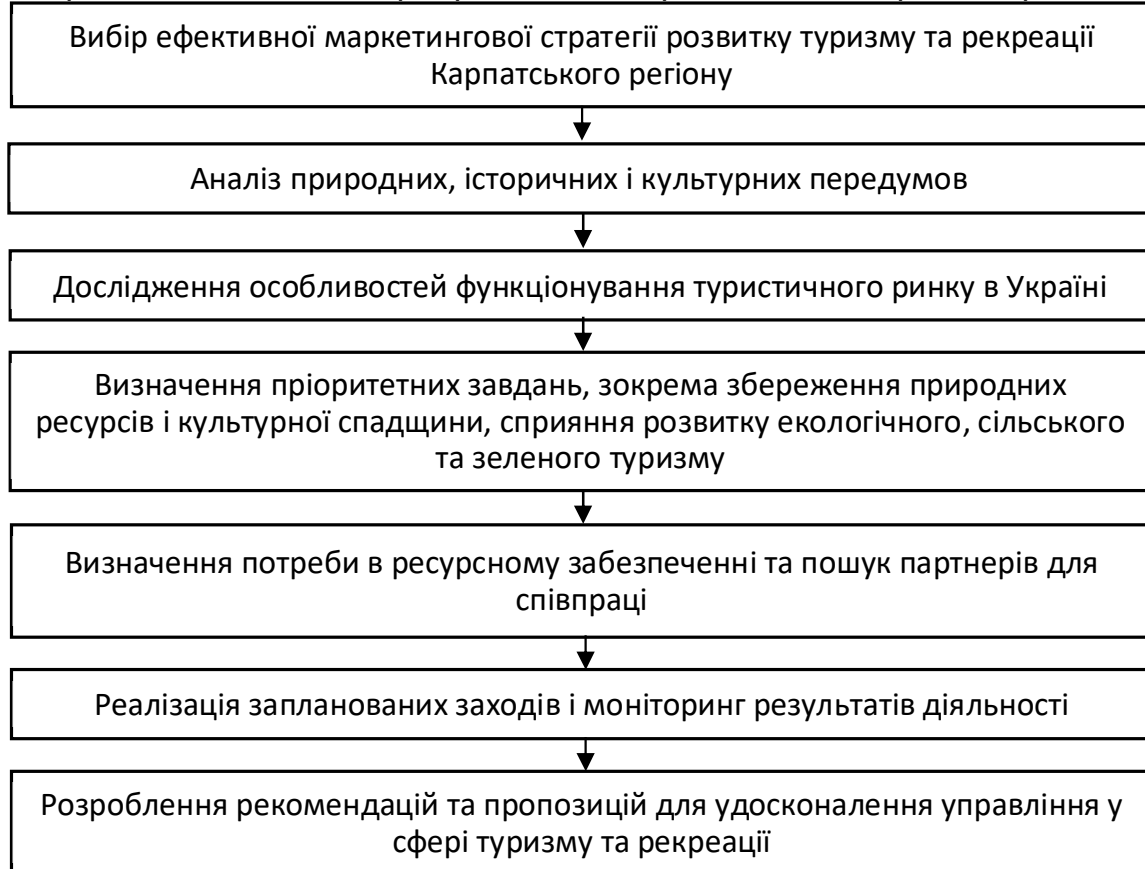 Вибір ефективної маркетингової стратегії розвитку туризму та рекреації
Карпатського регіону
Аналіз природних, історичних і культурних передумов
Дослідження особливостей функціонування туристичного ринку в Україні
Визначення пріоритетних завдань, зокрема збереження природних
ресурсів і культурної спадщини, сприяння розвитку екологічного, сільського
та зеленого туризму
Визначення потреби в ресурсному забезпеченні та пошук партнерів для
співпраці
Реалізація запланованих заходів і моніторинг результатів діяльності
Розроблення рекомендацій та пропозицій для удосконалення управління у
сфері туризму та рекреації